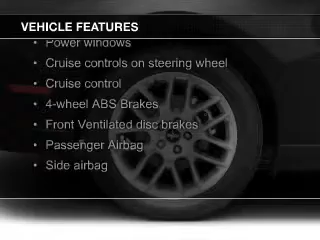 VEHICLE FEATURES
• Power windows
• Cruise controls on steering wheel
• Cruise control
• 4-wheel ABS Brakes
• Front Ventilated disc brakes
• Passenger Airbag
• Side airbag